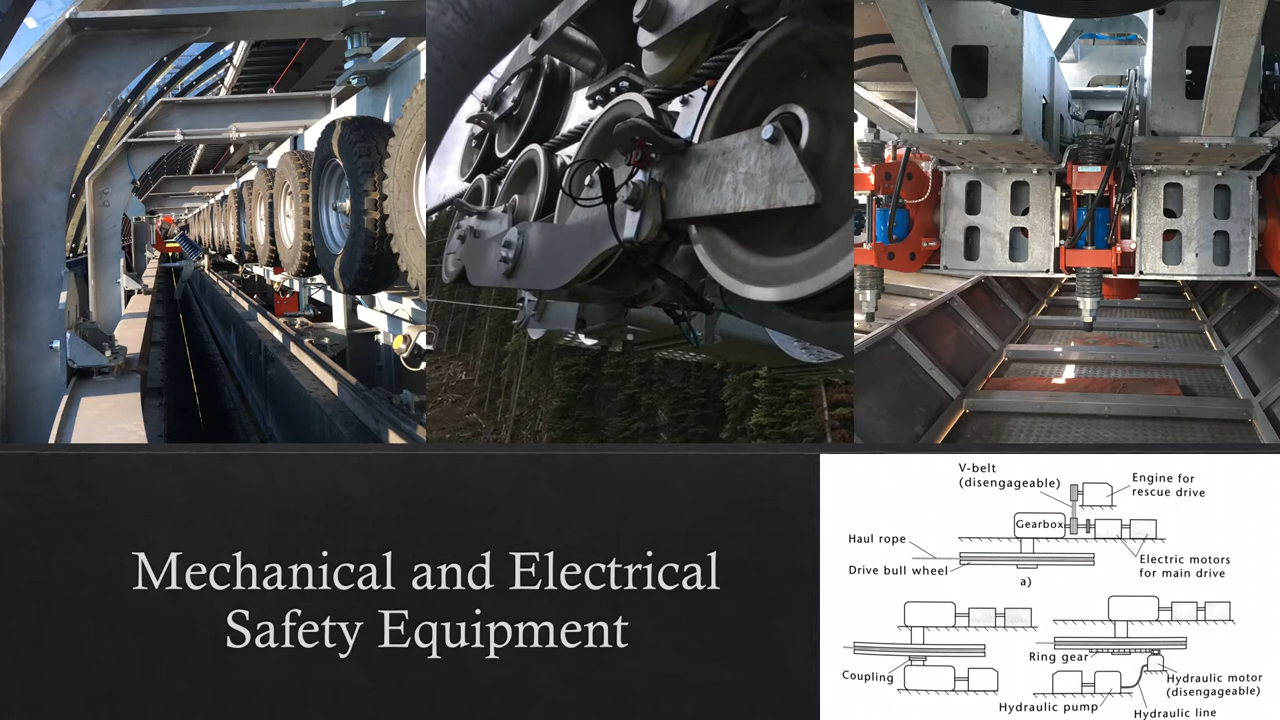 Mechanical and Electrical
Safety Equipment
V-belt
(disengageable)
Engine for
rescue drive
Gearbox
Haul rope
Drive bull wheel
Electric motors
for main drive
a)
Coupling
Ring gear
Hydraulic motor
(disengageable)
Hydraulic pump
Hydraulic line